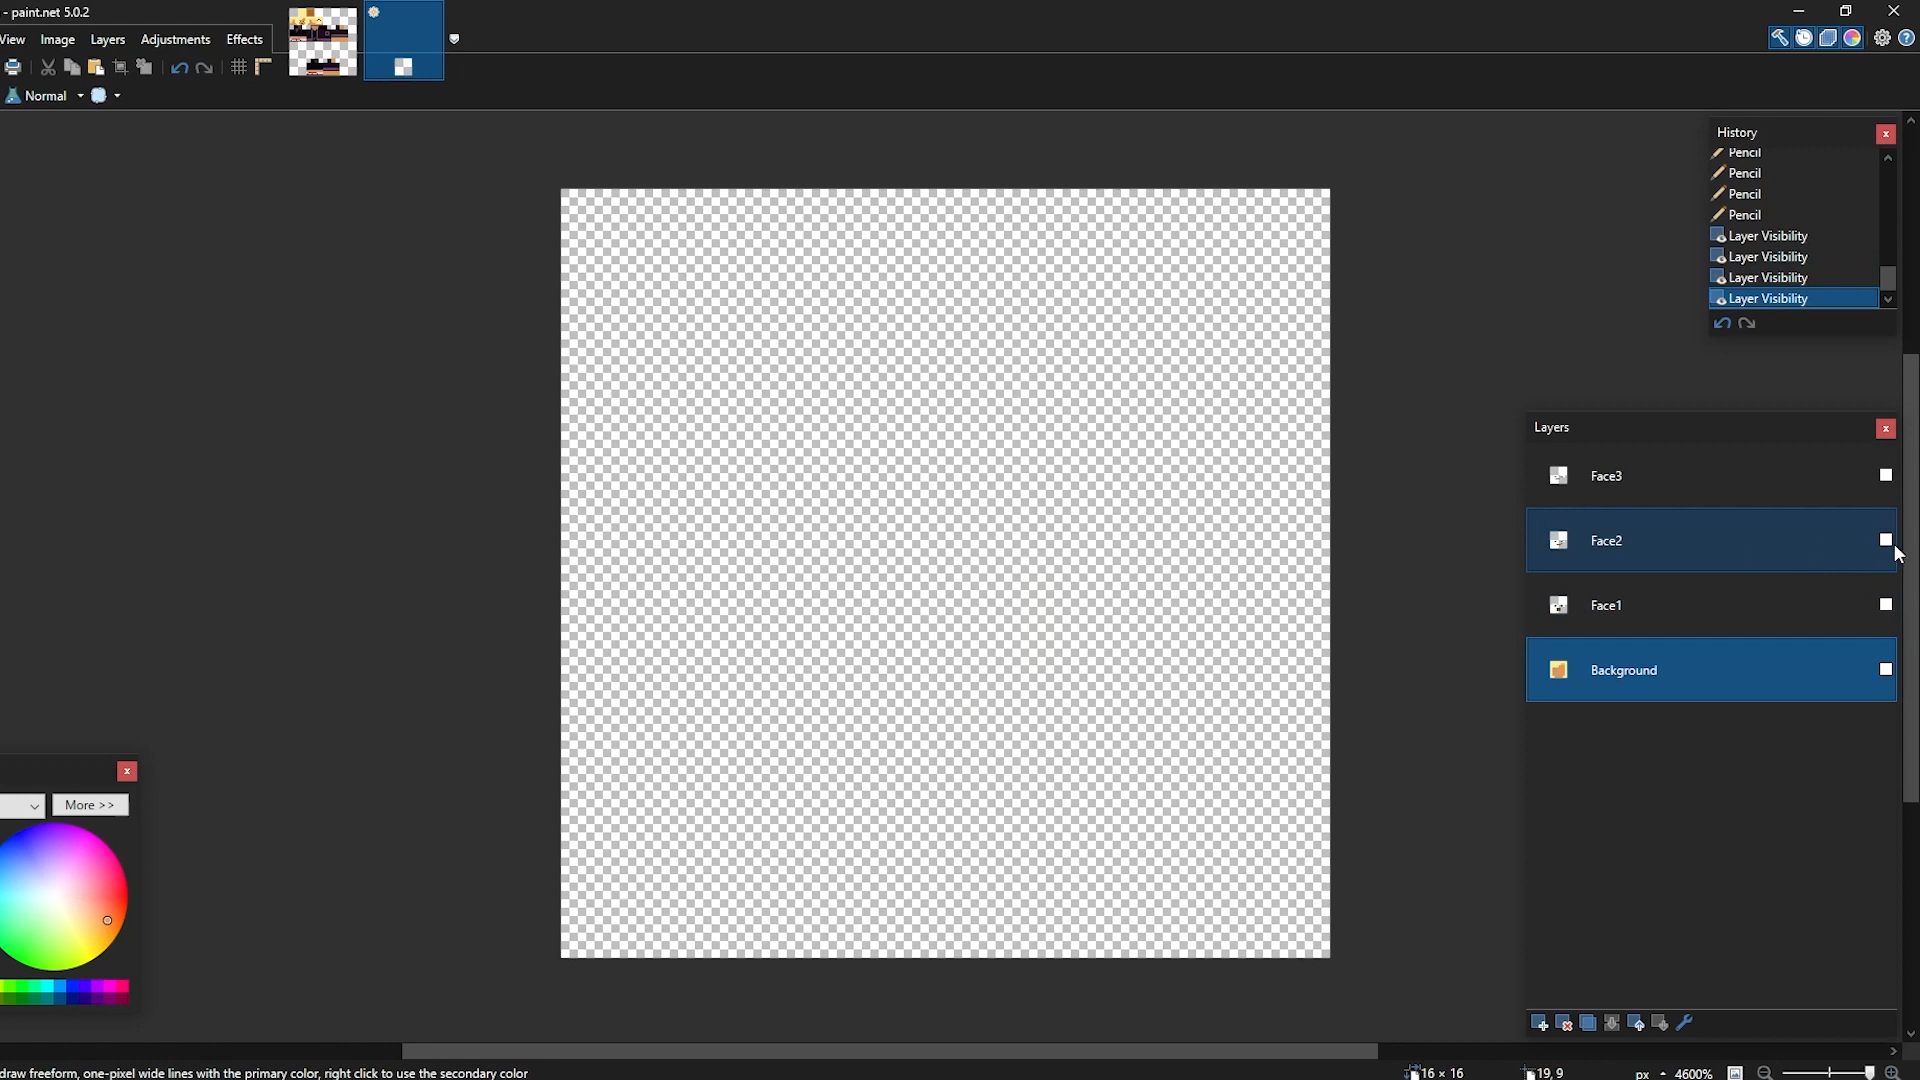 - paint.net 5.0.2
View Image Layers Adjustments Effects
Normal
History
Pencil
Pencil
Pencil
Pencil
Layer Visibility
Layer Visibility
Layer Visibility
Layer Visibility
Layers
Face3
Face2
Face1
Background
More >>
draw freeform, one-pixel wide lines with the primary color, right click to use the secondary color
16 × 16
19, 9
px
4600%